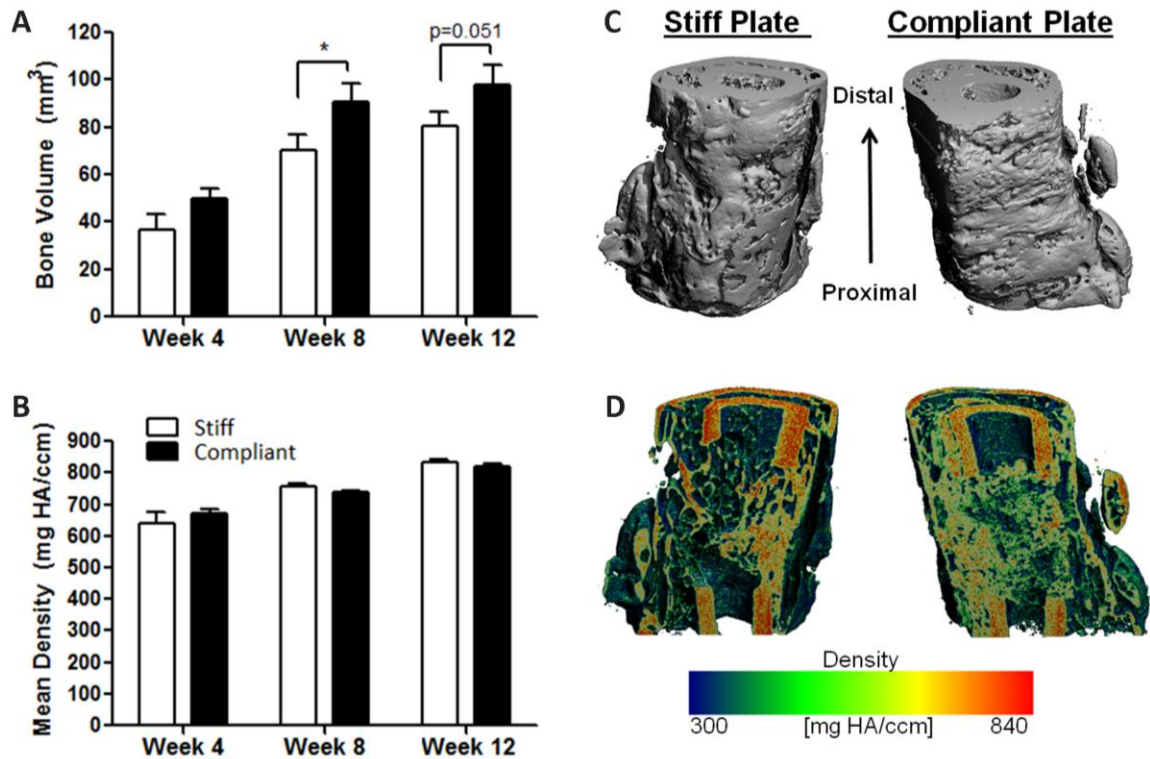 A
120
100
80
60
40
20
0
Bone Volume (mm³)
*
p=0.051
Week 4
Week 8
Week 12
B
Stiff
Compliant
900
800
700
600
500
400
300
200
100
0
Mean Density (mg HA/ccm)
Week 4
Week 8
Week 12
C
Stiff Plate
Compliant Plate
Distal
Proximal
D
Density
300
[mg HA/ccm]
840